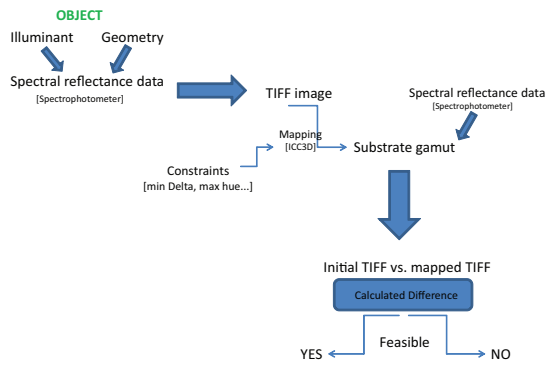 OBJECT
Illuminant
Geometry
Spectral reflectance data
[Spectrophotometer]
TIFF image
Spectral reflectance data
[Spectrophotometer]
Mapping
[ICC3D]
Substrate gamut
Constraints
[min Delta, max hue...]
Initial TIFF vs. mapped TIFF
Calculated Difference
Feasible
YES
NO